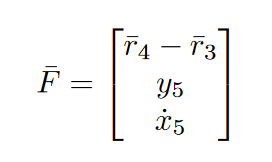 F̄ = [ r̄₄ − r̄₃
y₅
ẋ₅ ]